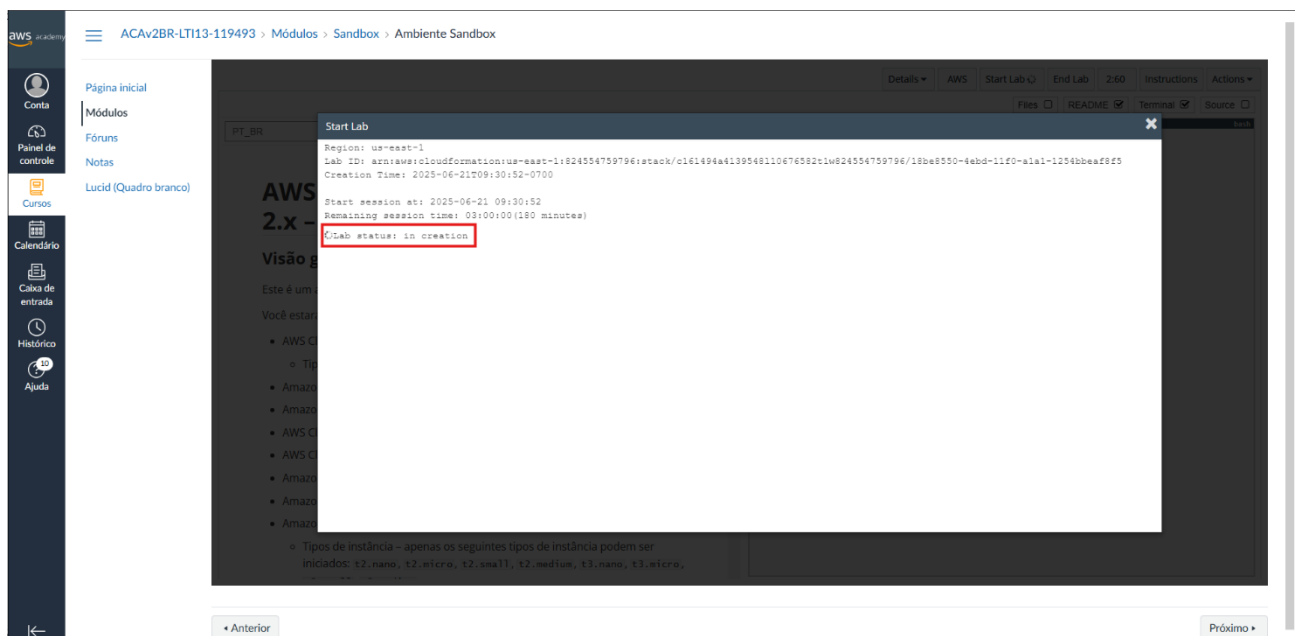 aws academy
ACAv2BR-LTI13-119493 › Módulos › Sandbox › Ambiente Sandbox
Conta
Painel de
controle
Cursos
Calendário
Caixa de
entrada
Histórico
10
Ajuda
Página inicial
Módulos
Fóruns
Notas
Lucid (Quadro branco)
Details AWS Start Lab End Lab 2:60 Instructions Actions
Files README Terminal Source
PT_BR
Start Lab
Region: us-east-1
Lab ID: arn:aws:cloudformation:us-east-1:824554759796:stack/c161494a4139548110676582t1w824554759796/18be8550-4ebd-11f0-a1a1-1254bbeaf8f5
Creation Time: 2025-06-21T09:30:52-0700
Start session at: 2025-06-21 09:30:52
Remaining session time: 03:00:00(180 minutes)
Lab status: in creation
AWS
2.x –
Visão g
Este é um
Você estar
• AWS Cl
○ Tip
• Amazo
• Amazo
• AWS Cl
• AWS Cl
• Amazo
• Amazo
• Amazo
○ Tipos de instância – apenas os seguintes tipos de instância podem ser
iniciados: t2.nano, t2.micro, t2.small, t2.medium, t3.nano, t3.micro,
Anterior
Próximo